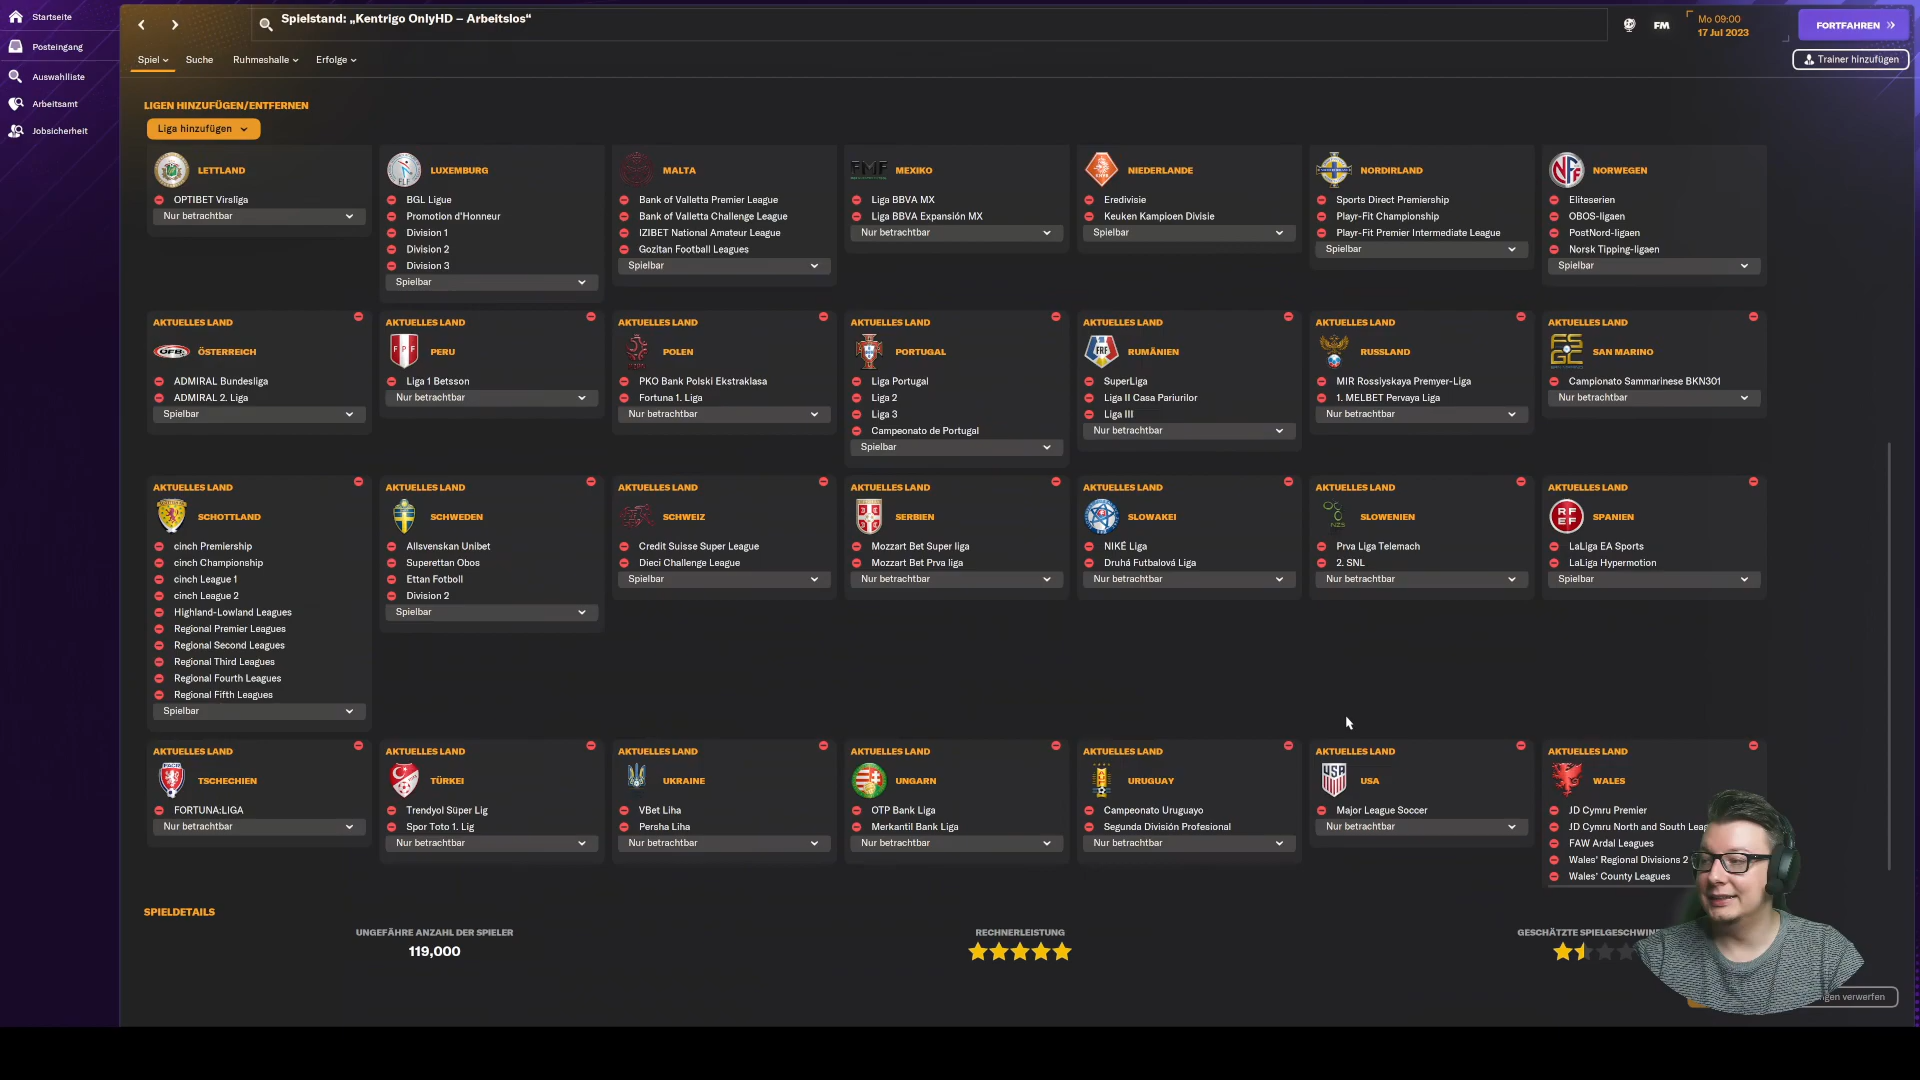 Startseite
Posteingang
Auswahlliste
Arbeitsamt
Jobsicherheit
Spielstand: „Kentrigo OnlyHD – Arbeitslos“
FM
Mo 09:00
17 Jul 2023
FORTFAHREN
Spiel
Suche
Ruhmeshalle
Erfolge
Trainer hinzufügen
LIGEN HINZUFÜGEN/ENTFERNEN
Liga hinzufügen
LETTLAND
OPTIBET Virsliga
Nur betrachtbar
LUXEMBURG
BGL Ligue
Promotion d'Honneur
Division 1
Division 2
Division 3
Spielbar
MALTA
Bank of Valletta Premier League
Bank of Valletta Challenge League
IZIBET National Amateur League
Gozitan Football Leagues
Spielbar
FMF
MEXIKO
Liga BBVA MX
Liga BBVA Expansión MX
Nur betrachtbar
NIEDERLANDE
Eredivisie
Keuken Kampioen Divisie
Spielbar
NORDIRLAND
Sports Direct Premiership
Playr-Fit Championship
Playr-Fit Premier Intermediate League
Spielbar
NORWEGEN
Eliteserien
OBOS-ligaen
PostNord-ligaen
Norsk Tipping-ligaen
Spielbar
AKTUELLES LAND
ÖFB
ÖSTERREICH
ADMIRAL Bundesliga
ADMIRAL 2. Liga
Spielbar
AKTUELLES LAND
FPF
PERU
Liga 1 Betsson
Nur betrachtbar
AKTUELLES LAND
POLEN
PKO Bank Polski Ekstraklasa
Fortuna 1. Liga
Nur betrachtbar
AKTUELLES LAND
PORTUGAL
Liga Portugal
Liga 2
Liga 3
Campeonato de Portugal
Spielbar
AKTUELLES LAND
FRF
RUMÄNIEN
SuperLiga
Liga II Casa Pariurilor
Liga III
Nur betrachtbar
AKTUELLES LAND
RUSSLAND
MIR Rossiyskaya Premyer-Liga
1. MELBET Pervaya Liga
Nur betrachtbar
AKTUELLES LAND
FSGC
SAN MARINO
Campionato Sammarinese BKN301
Nur betrachtbar
AKTUELLES LAND
SCHOTTLAND
cinch Premiership
cinch Championship
cinch League 1
cinch League 2
Highland-Lowland Leagues
Regional Premier Leagues
Regional Second Leagues
Regional Third Leagues
Regional Fourth Leagues
Regional Fifth Leagues
Spielbar
AKTUELLES LAND
SCHWEDEN
Allsvenskan Unibet
Superettan Obos
Ettan Fotboll
Division 2
Spielbar
AKTUELLES LAND
SCHWEIZ
Credit Suisse Super League
Dieci Challenge League
Spielbar
AKTUELLES LAND
SERBIEN
Mozzart Bet Super liga
Mozzart Bet Prva liga
Nur betrachtbar
AKTUELLES LAND
SLOWAKEI
NIKÉ Liga
Druhá Futbalová Liga
Nur betrachtbar
AKTUELLES LAND
NZS
SLOWENIEN
Prva Liga Telemach
2. SNL
Nur betrachtbar
AKTUELLES LAND
RFEF
SPANIEN
LaLiga EA Sports
LaLiga Hypermotion
Spielbar
AKTUELLES LAND
TSCHECHIEN
FORTUNA:LIGA
Nur betrachtbar
AKTUELLES LAND
TÜRKEI
Trendyol Süper Lig
Spor Toto 1. Lig
Nur betrachtbar
AKTUELLES LAND
UKRAINE
VBet Liha
Persha Liha
Nur betrachtbar
AKTUELLES LAND
UNGARN
OTP Bank Liga
Merkantil Bank Liga
Nur betrachtbar
AKTUELLES LAND
URUGUAY
Campeonato Uruguayo
Segunda División Profesional
Nur betrachtbar
AKTUELLES LAND
USA
Major League Soccer
Nur betrachtbar
AKTUELLES LAND
WALES
JD Cymru Premier
JD Cymru North and South Leag
FAW Ardal Leagues
Wales' Regional Divisions 2
Wales' County Leagues
SPIELDETAILS
UNGEFÄHRE ANZAHL DER SPIELER
119,000
RECHNERLEISTUNG
GESCHÄTZTE SPIELGESCHWIN
gen verwerfen